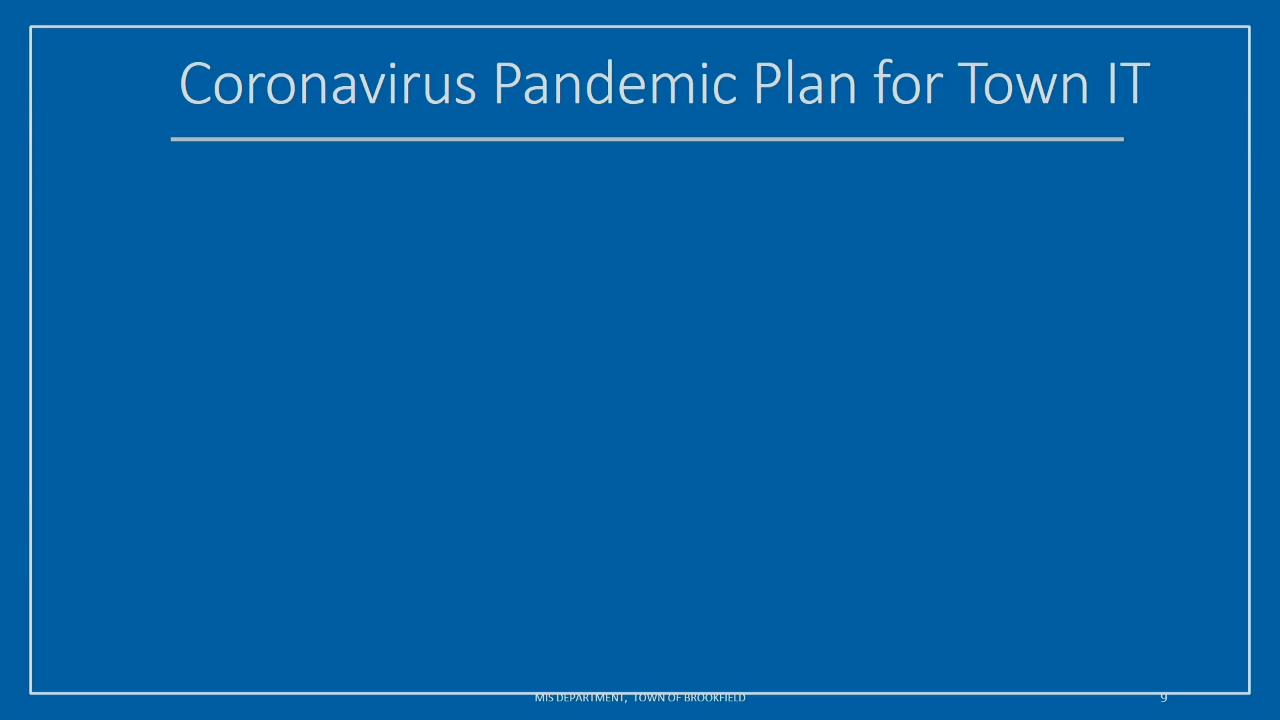 Coronavirus Pandemic Plan for Town IT
MIS DEPARTMENT, TOWN OF BROOKFIELD
9